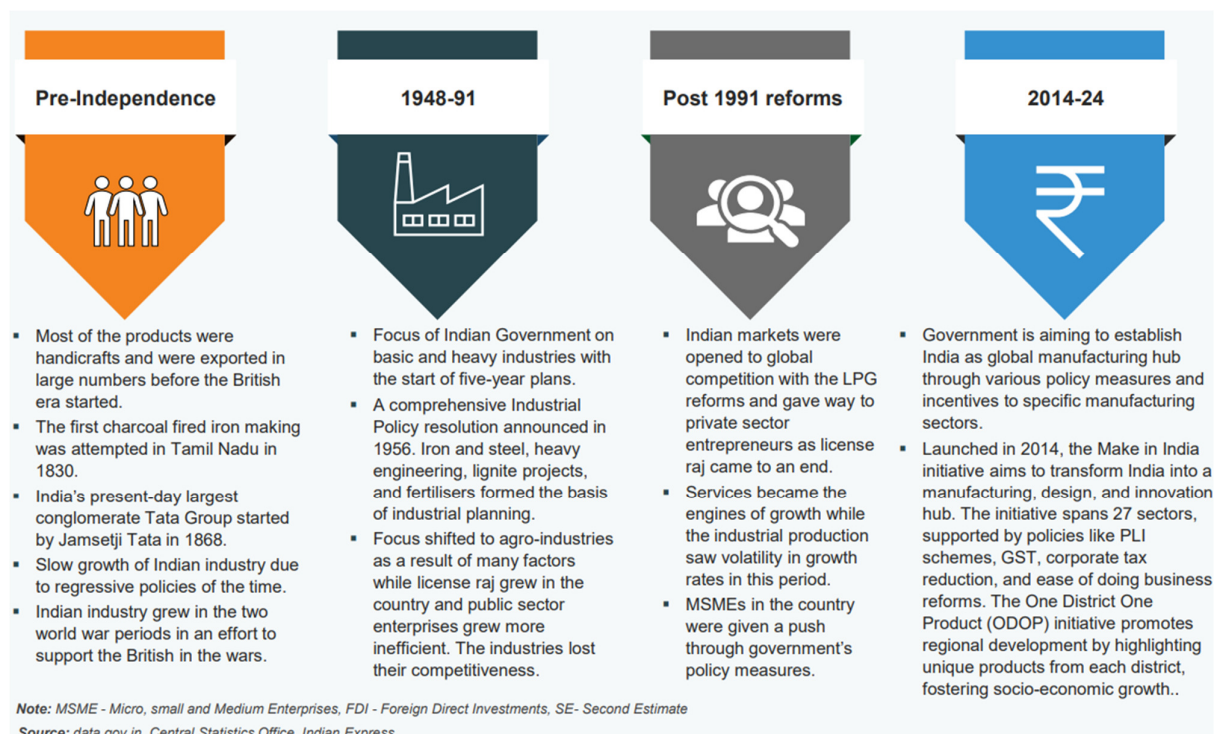 Pre-Independence
Most of the products were
handicrafts and were exported in
large numbers before the British
era started.
The first charcoal fired iron making
was attempted in Tamil Nadu in
1830.
India's present-day largest
conglomerate Tata Group started
by Jamsetji Tata in 1868.
Slow growth of Indian industry due
to regressive policies of the time.
Indian industry grew in the two
world war periods in an effort to
support the British in the wars.
1948-91
Focus of Indian Government on
basic and heavy industries with
the start of five-year plans.
A comprehensive Industrial
Policy resolution announced in
1956. Iron and steel, heavy
engineering, lignite projects,
and fertilisers formed the basis
of industrial planning.
Focus shifted to agro-industries
as a result of many factors
while license raj grew in the
country and public sector
enterprises grew more
inefficient. The industries lost
their competitiveness.
Post 1991 reforms
Indian markets were
opened to global
competition with the LPG
reforms and gave way to
private sector
entrepreneurs as license
raj came to an end.
Services became the
engines of growth while
the industrial production
saw volatility in growth
rates in this period.
MSMEs in the country
were given a push
through government's
policy measures.
2014-24
₹
Government is aiming to establish
India as global manufacturing hub
through various policy measures and
incentives to specific manufacturing
sectors.
Launched in 2014, the Make in India
initiative aims to transform India into a
manufacturing, design, and innovation
hub. The initiative spans 27 sectors,
supported by policies like PLI
schemes, GST, corporate tax
reduction, and ease of doing business
reforms. The One District One
Product (ODOP) initiative promotes
regional development by highlighting
unique products from each district,
fostering socio-economic growth..
Note: MSME - Micro, small and Medium Enterprises, FDI - Foreign Direct Investments, SE- Second Estimate
Source: data.gov.in, Central Statistics Office, Indian Express